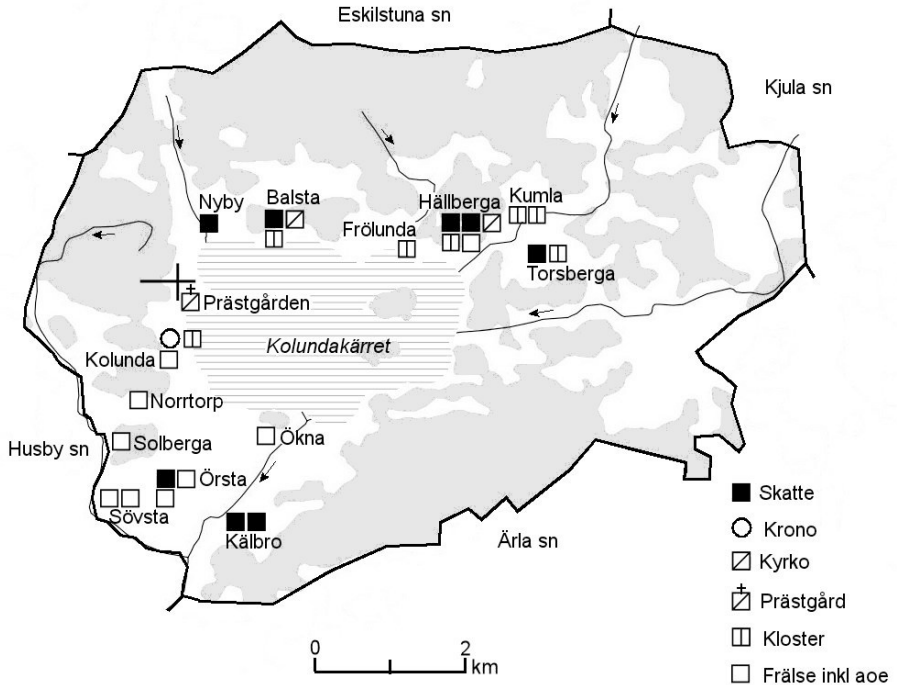 Eskilstuna sn
Kjula sn
Nyby
Balsta
Hällberga
Kumla
Frölunda
Torsberga
Prästgården
Kolundakärret
Kolunda
Norrtorp
Husby sn
Solberga
Ökna
Örsta
Sövsta
Kälbro
Ärla sn
Skatte
Krono
Kyrko
Prästgård
Kloster
Frälse inkl aoe
0 2
km